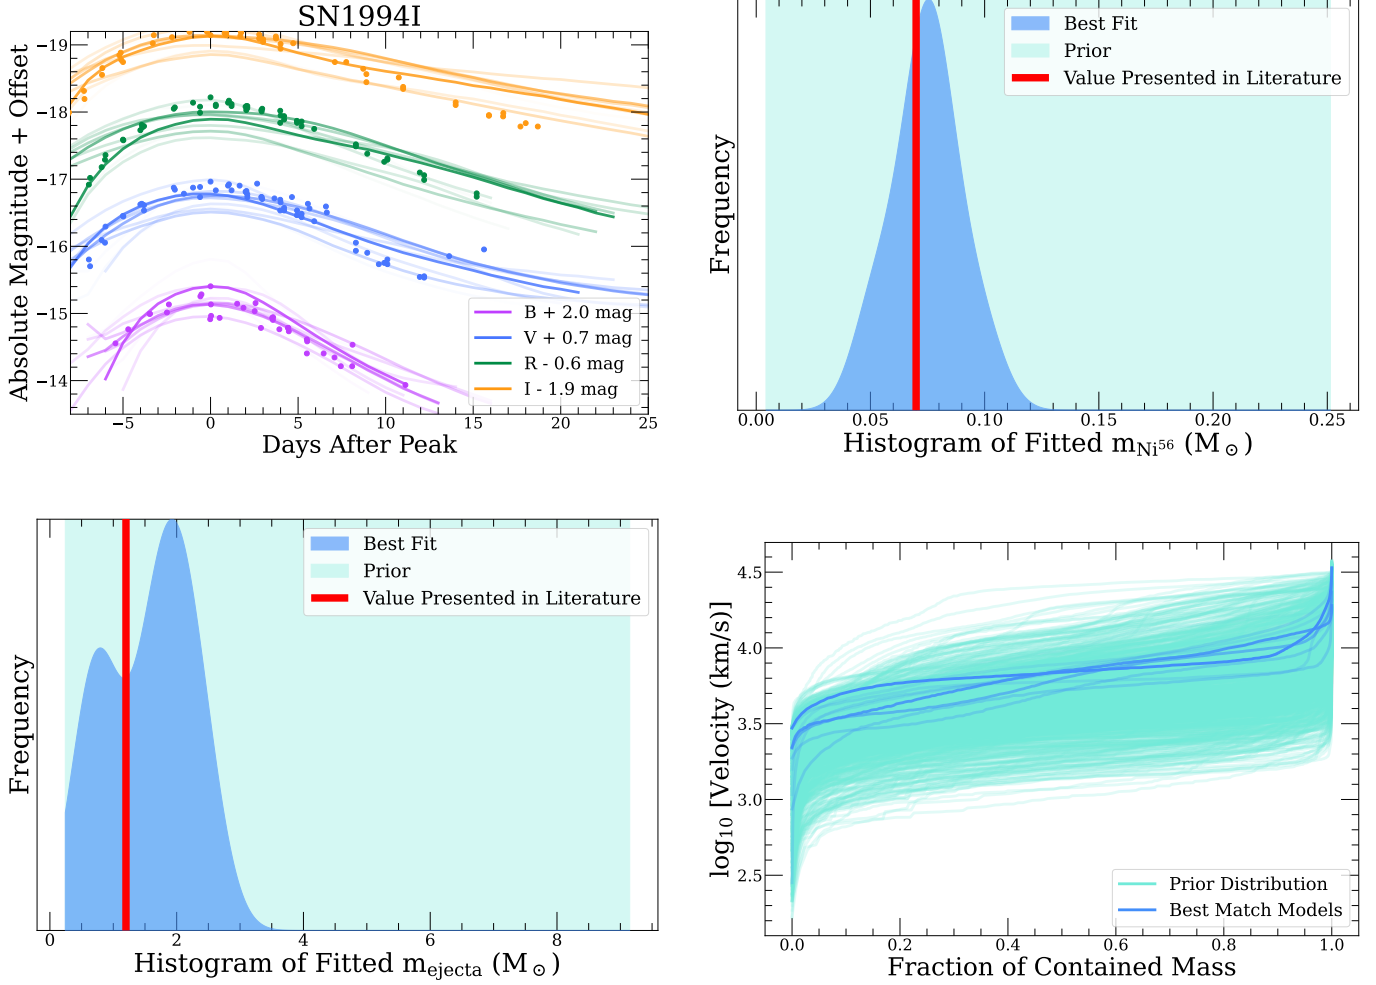 SN1994I
Absolute Magnitude + Offset
−19
−18
−17
−16
−15
−14
−5
0
5
10
15
20
25
Days After Peak
B + 2.0 mag
V + 0.7 mag
R - 0.6 mag
I - 1.9 mag
Frequency
Best Fit
Prior
Value Presented in Literature
0.00
0.05
0.10
0.15
0.20
0.25
Histogram of Fitted m_Ni⁵⁶ (M_⊙)
Frequency
Best Fit
Prior
Value Presented in Literature
0
2
4
6
8
Histogram of Fitted m_ejecta (M_⊙)
log₁₀ [Velocity (km/s)]
4.5
4.0
3.5
3.0
2.5
Prior Distribution
Best Match Models
0.0
0.2
0.4
0.6
0.8
1.0
Fraction of Contained Mass